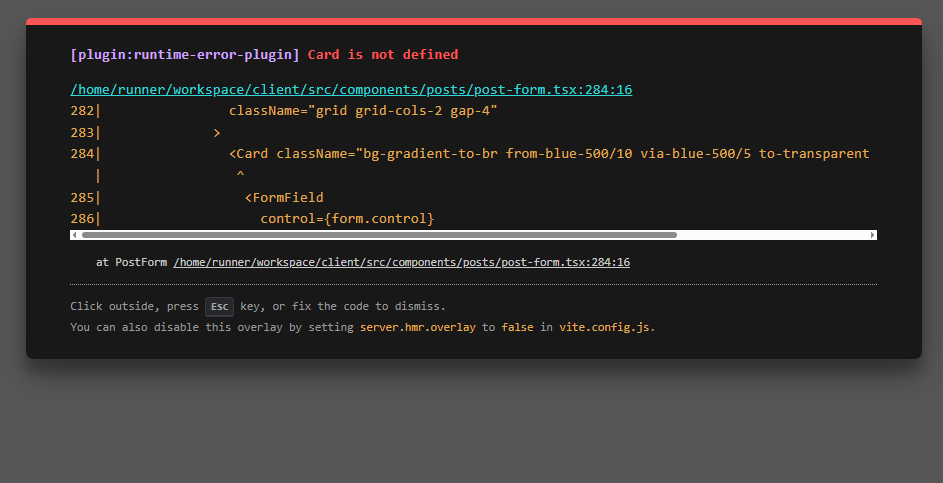 [plugin:runtime-error-plugin] Card is not defined
/home/runner/workspace/client/src/components/posts/post-form.tsx:284:16
282|                className="grid grid-cols-2 gap-4"
283|              >
284|                <Card className="bg-gradient-to-br from-blue-500/10 via-blue-500/5 to-transparent
   |                 ^
285|                  <FormField
286|                    control={form.control}
at PostForm /home/runner/workspace/client/src/components/posts/post-form.tsx:284:16
Click outside, press Esc key, or fix the code to dismiss.
You can also disable this overlay by setting server.hmr.overlay to false in vite.config.js.